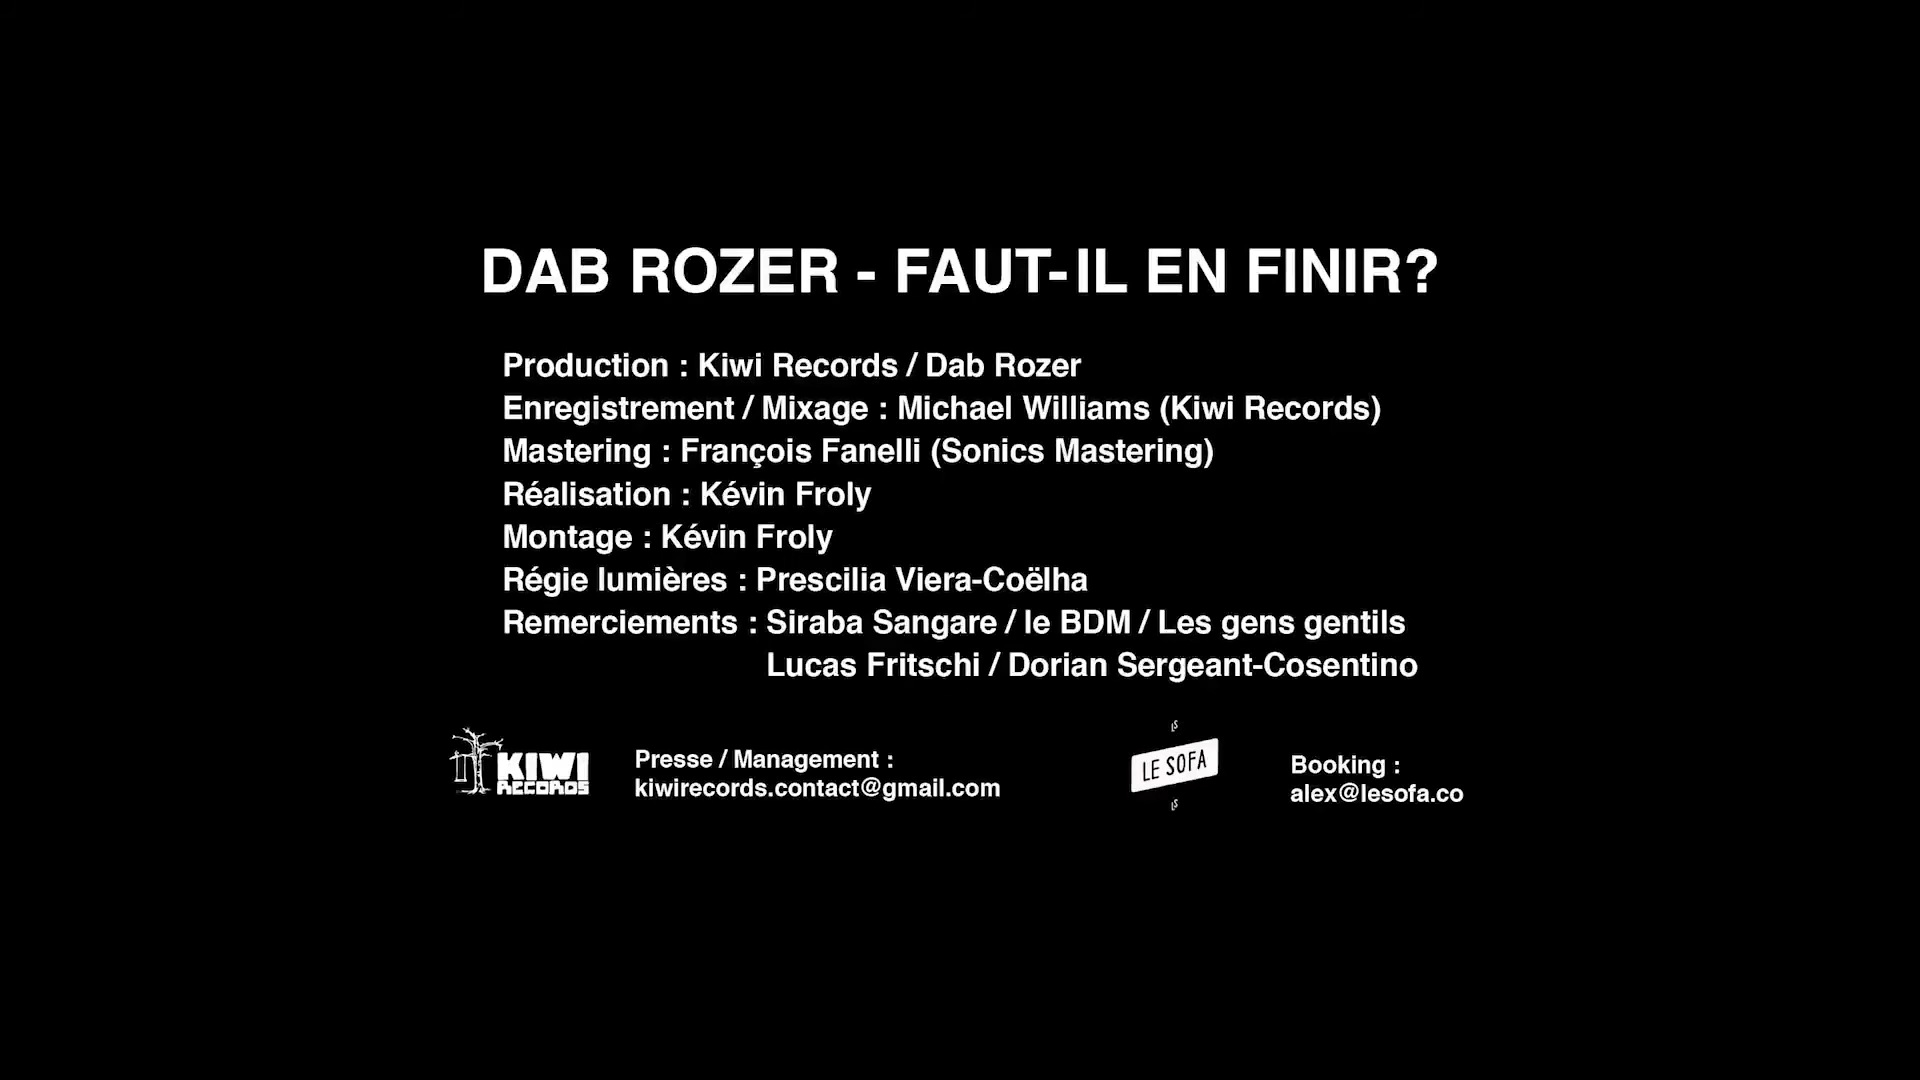 DAB ROZER - FAUT-IL EN FINIR?
Production : Kiwi Records / Dab Rozer
Enregistrement / Mixage : Michael Williams (Kiwi Records)
Mastering : François Fanelli (Sonics Mastering)
Réalisation : Kévin Froly
Montage : Kévin Froly
Régie lumières : Prescilia Viera-Coëlha
Remerciements : Siraba Sangare / le BDM / Les gens gentils
Lucas Fritschi / Dorian Sergeant-Cosentino
KIWI
RECORDS
Presse / Management :
kiwirecords.contact@gmail.com
LS
LE SOFA
LS
Booking :
alex@lesofa.co